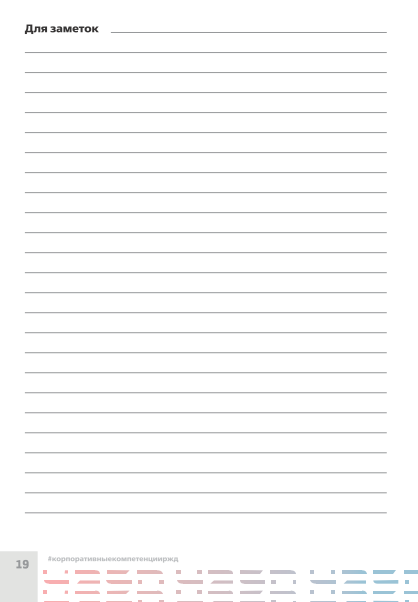 Для заметок
19
#корпоративныекомпетенцииржд